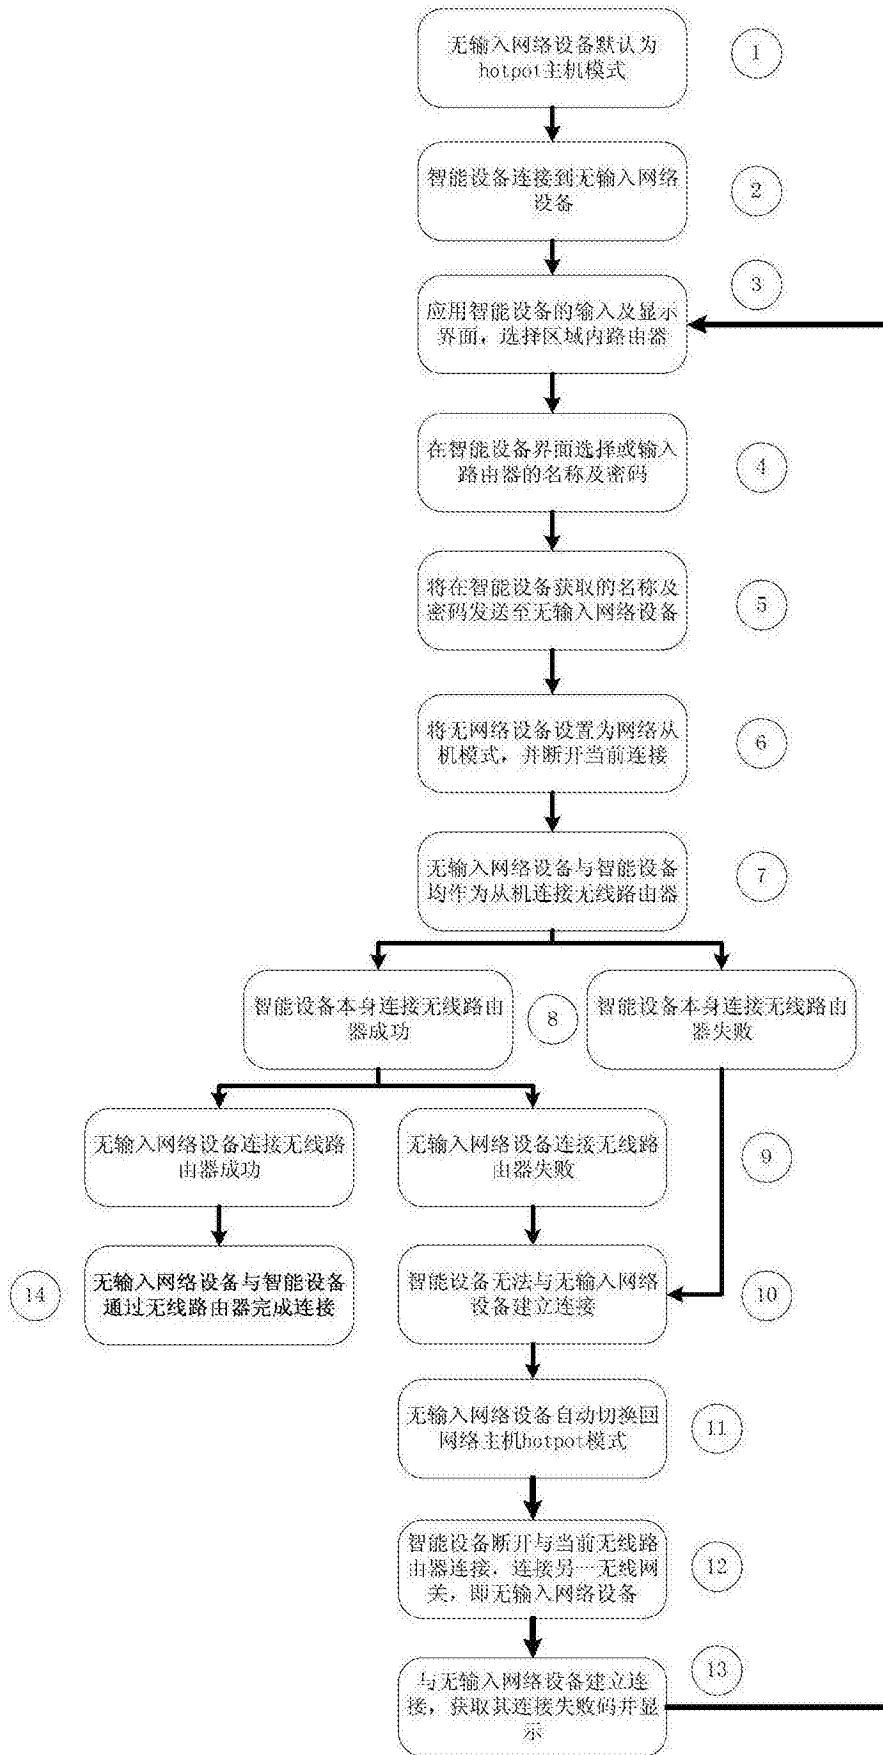 无输入网络设备默认为
hotpot主机模式
1
智能设备连接到无输入网络
设备
2
3
应用智能设备的输入及显示
界面，选择区域内路由器
在智能设备界面选择或输入
路由器的名称及密码
4
将在智能设备获取的名称及
密码发送至无输入网络设备
5
将无网络设备设置为网络从
机模式，并断开当前连接
6
无输入网络设备与智能设备
均作为从机连接无线路由器
7
智能设备本身连接无线路由
器成功
8
智能设备本身连接无线路由
器失败
无输入网络设备连接无线路
由器成功
无输入网络设备连接无线路
由器失败
9
14
无输入网络设备与智能设备
通过无线路由器完成连接
智能设备无法与无输入网络
设备建立连接
10
无输入网络设备自动切换回
网络主机hotpot模式
11
智能设备断开与当前无线路
由器连接．连接另一无线网
关，即无输入网络设备
12
与无输入网络设备建立连
接，获取其连接失败码并显
示
13